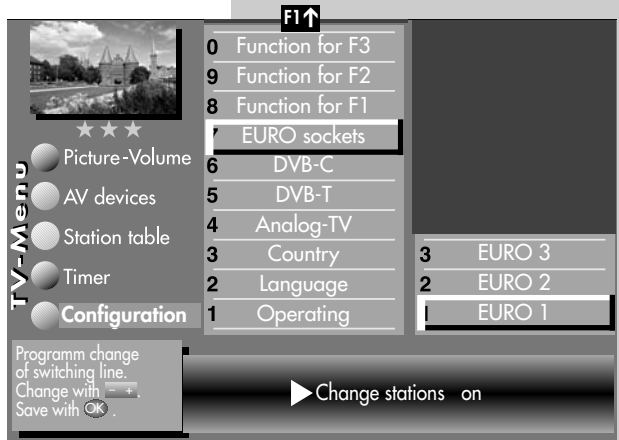 F1↑
TV-Menu
Picture-Volume
AV devices
Station table
Timer
Configuration
0 Function for F3
9 Function for F2
8 Function for F1
7 EURO sockets
6 DVB-C
5 DVB-T
4 Analog-TV
3 Country
2 Language
1 Operating
3 EURO 3
2 EURO 2
1 EURO 1
Programm change
of switching line.
Change with − + .
Save with OK .
Change stations on